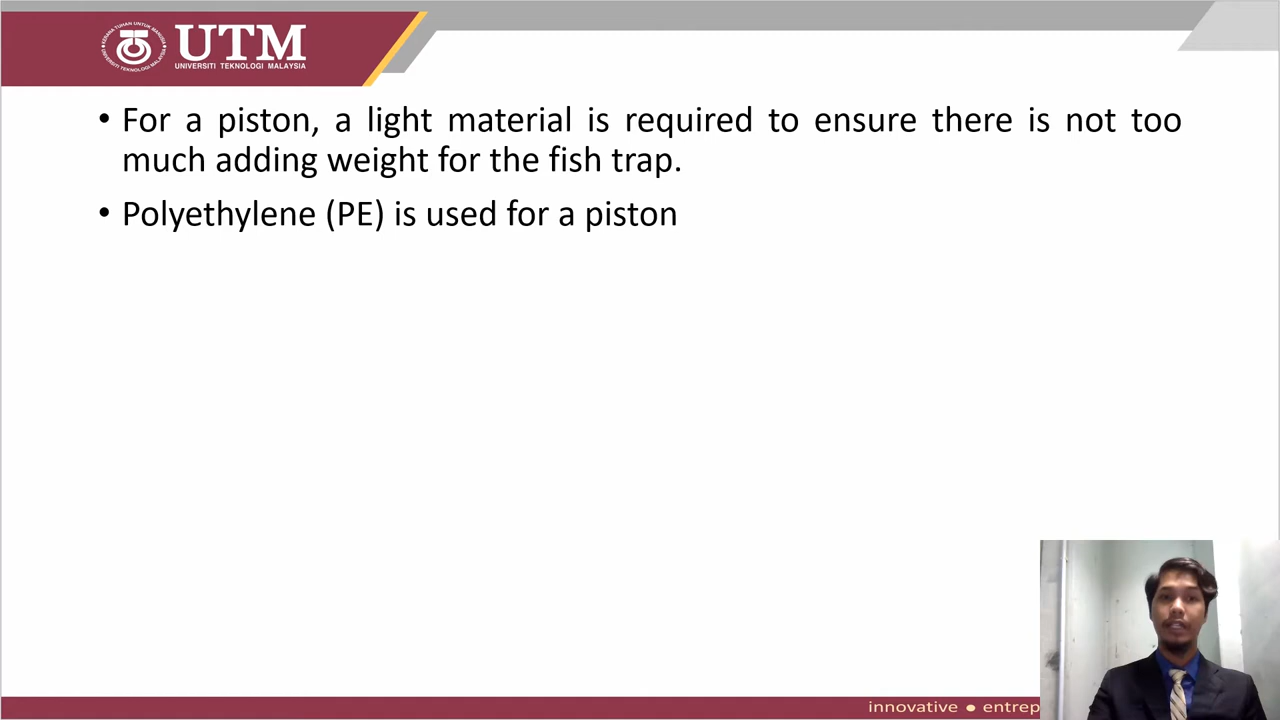 UTM
UNIVERSITI TEKNOLOGI MALAYSIA
• For a piston, a light material is required to ensure there is not too
much adding weight for the fish trap.
• Polyethylene (PE) is used for a piston
innovative ● entrep